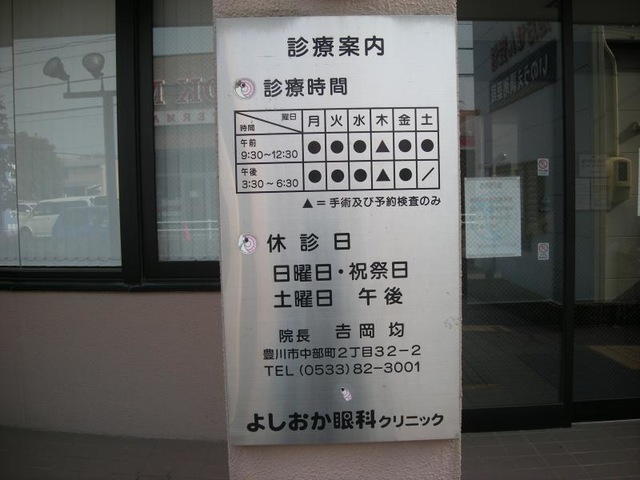 診療案内
診療時間
曜日 月 火 水 木 金 土
時間
午前 9:30～12:30 ● ● ● ▲ ● ●
午後 3:30～6:30 ● ● ● ▲ ● ／
▲＝手術及び予約検査のみ
休診日
日曜日・祝祭日
土曜日 午後
院長 吉岡 均
豊川市中部町2丁目32－2
TEL (0533) 82－3001
よしおか眼科クリニック